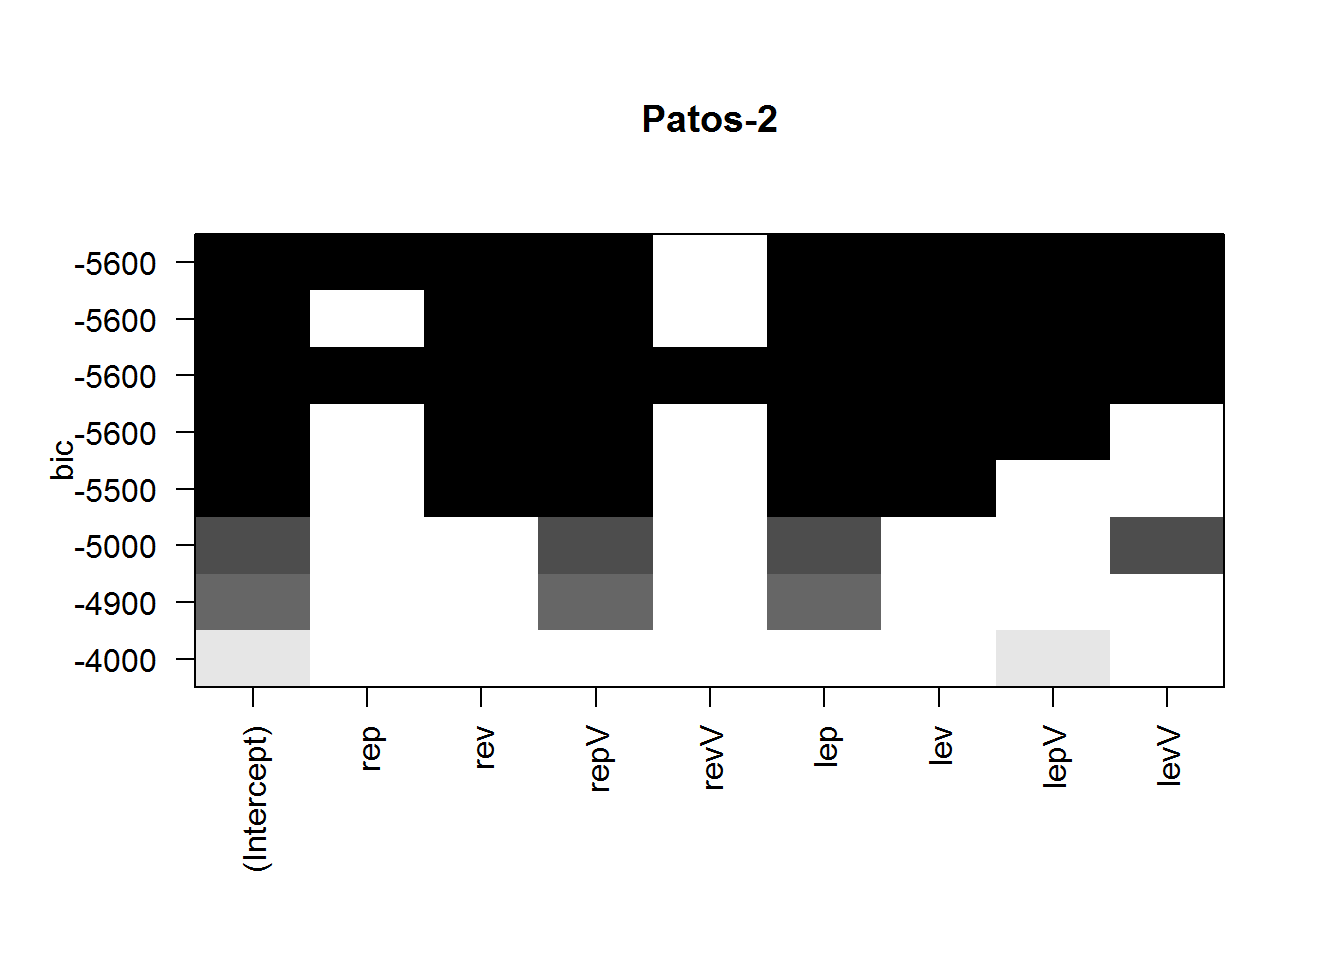 Patos-2
bic
-5600
-5600
-5600
-5600
-5500
-5000
-4900
-4000
(Intercept)
rep
rev
repV
revV
lep
lev
lepV
levV